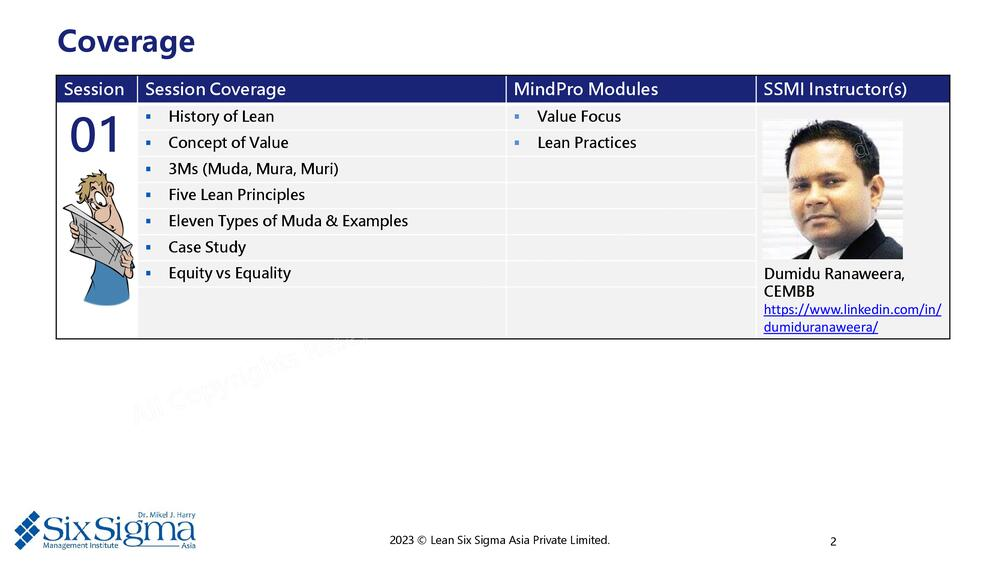 Coverage
Session
Session Coverage
MindPro Modules
SSMI Instructor(s)
01
▪ History of Lean
▪ Concept of Value
▪ 3Ms (Muda, Mura, Muri)
▪ Five Lean Principles
▪ Eleven Types of Muda & Examples
▪ Case Study
▪ Equity vs Equality
▪ Value Focus
▪ Lean Practices
Dumidu Ranaweera,
CEMBB
https://www.linkedin.com/in/
dumiduranaweera/
All Copyrights
Dr. Mikel J. Harry
Six Sigma
Management Institute
Asia
2023 © Lean Six Sigma Asia Private Limited.
2